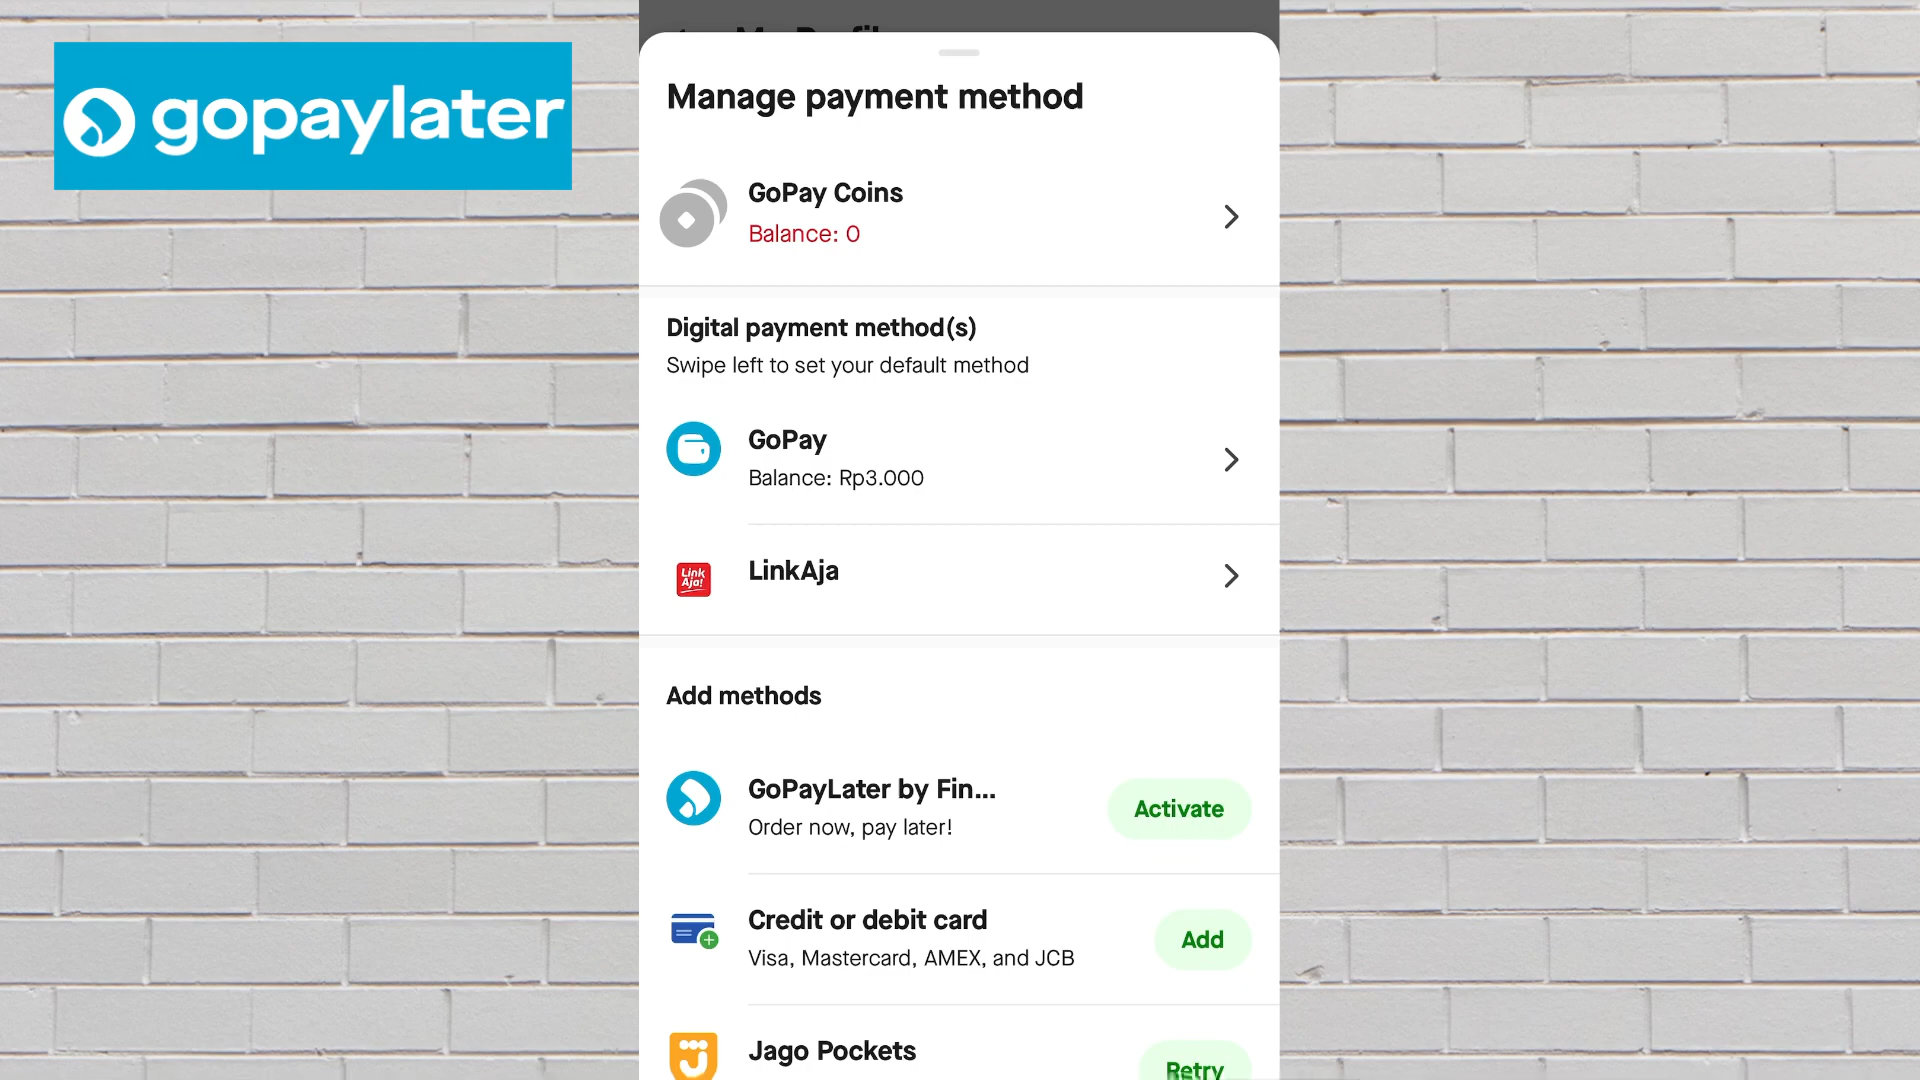 gopaylater
Manage payment method
GoPay Coins
Balance: 0
Digital payment method(s)
Swipe left to set your default method
GoPay
Balance: Rp3.000
Link
Aja!
LinkAja
Add methods
GoPayLater by Fin...
Activate
Order now, pay later!
Credit or debit card
Add
Visa, Mastercard, AMEX, and JCB
Jago Pockets
Retry